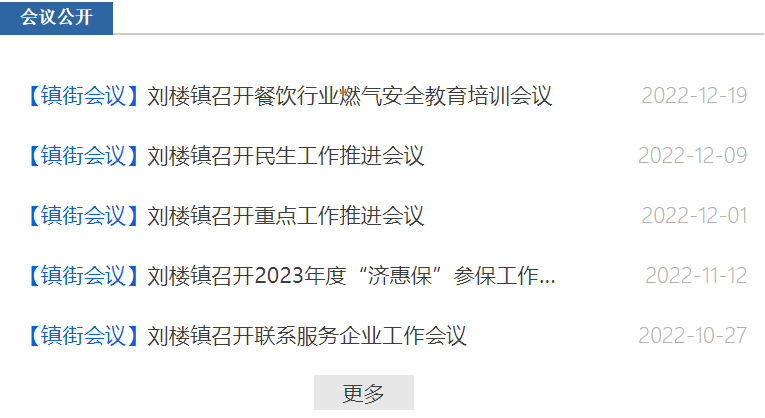 会议公开
【镇街会议】刘楼镇召开餐饮行业燃气安全教育培训会议 2022-12-19
【镇街会议】刘楼镇召开民生工作推进会议 2022-12-09
【镇街会议】刘楼镇召开重点工作推进会议 2022-12-01
【镇街会议】刘楼镇召开2023年度“济惠保”参保工作... 2022-11-12
【镇街会议】刘楼镇召开联系服务企业工作会议 2022-10-27
更多